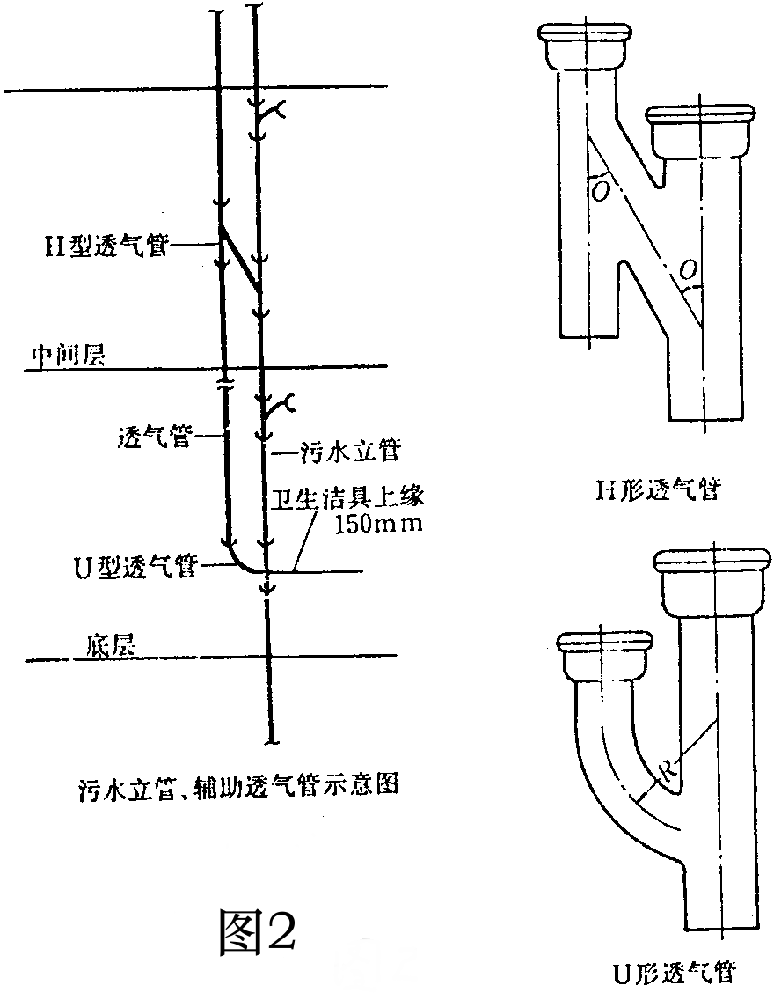 H型透气管
中间层
透气管
污水立管
卫生洁具上缘
150mm
U型透气管
底层
污水立管、辅助透气管示意图
图2
O
O
H形透气管
R
U形透气管